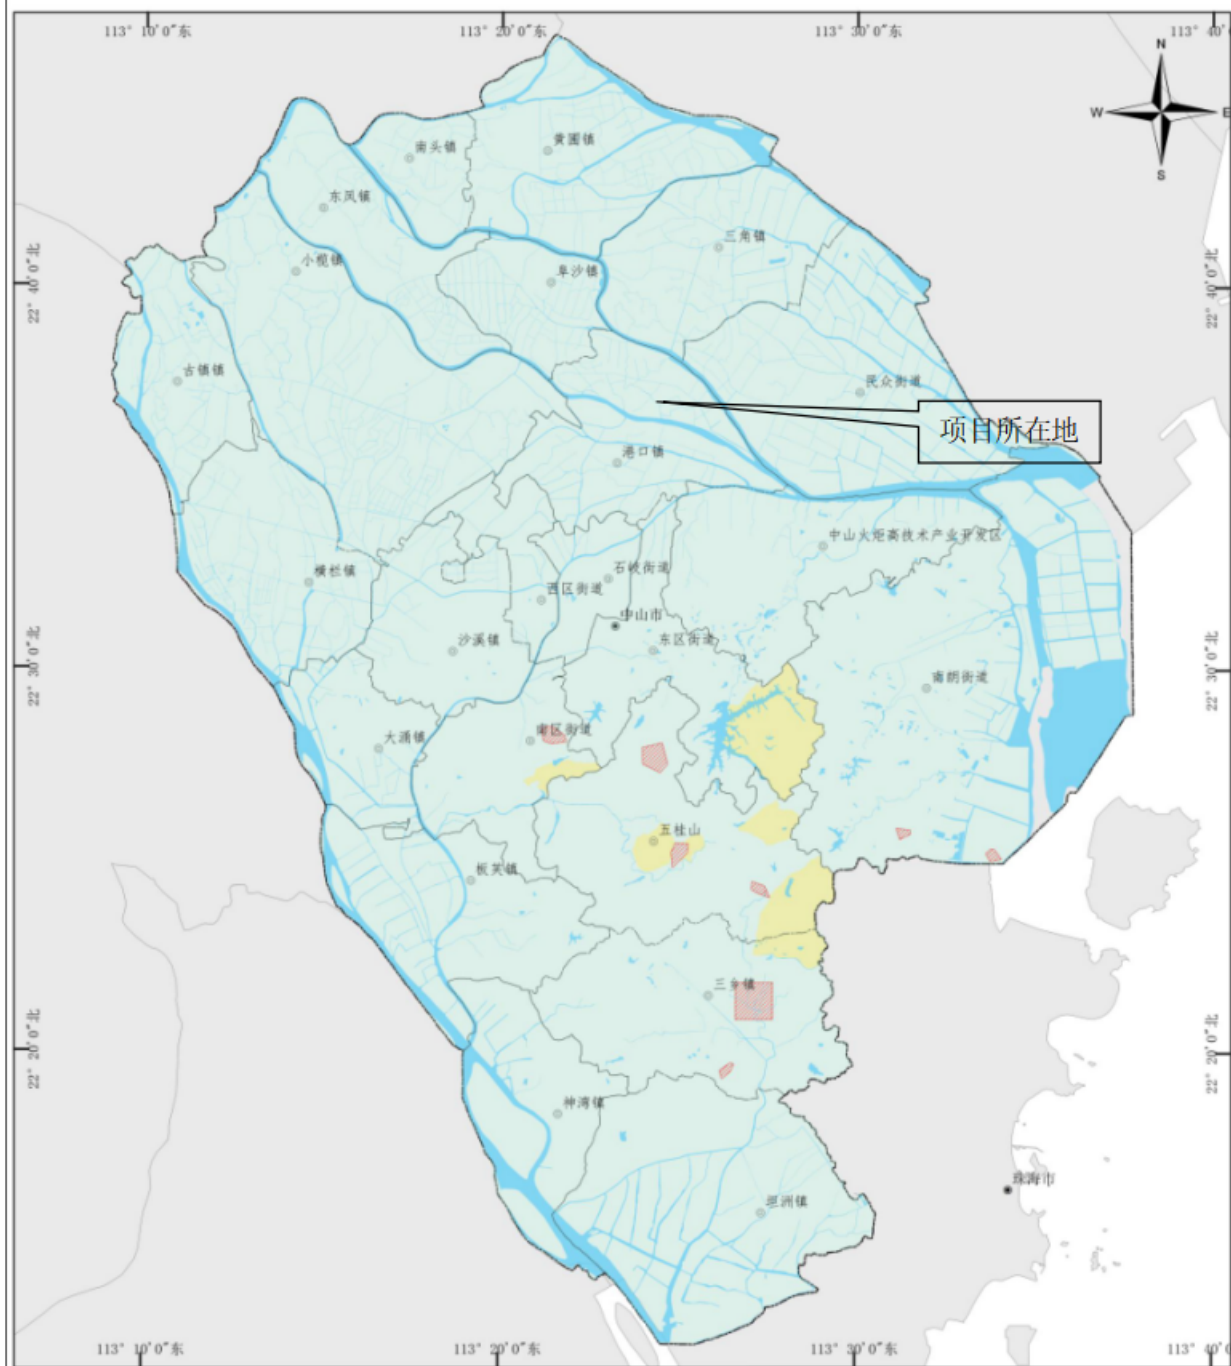 113° 10′0″东
113° 20′0″东
113° 30′0″东
113° 40′0″
N
W
E
S
黄圃镇
南头镇
东凤镇
三角镇
小榄镇
阜沙镇
22° 40′0″北
22° 40′0″北
古镇镇
民众街道
项目所在地
港口镇
中山火炬高技术产业开发区
横栏镇
石岐街道
西区街道
中山市
沙溪镇
东区街道
22° 30′0″北
22° 30′0″北
南朗街道
大涌镇
南区街道
五桂山
板芙镇
三乡镇
22° 20′0″北
22° 20′0″北
神湾镇
珠海市
坦洲镇
113° 10′0″东
113° 20′0″东
113° 30′0″东
113° 40′0″